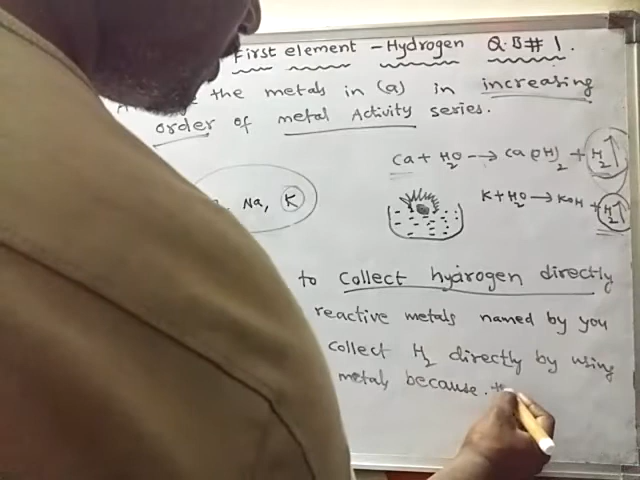 First element - Hydrogen Q.B# 1.
the metals in (a) in increasing
order of metal Activity series.
Ca + H2O → Ca(OH)2 + H2↑
K + H2O → KOH + H2↑
Na, K
to collect hydrogen directly
reactive metals named by you
collect H2 directly by using
metals because.